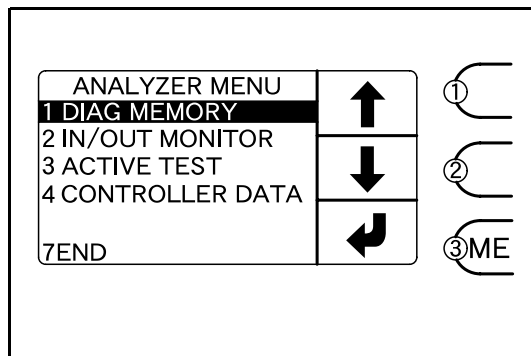 ANALYZER MENU
1 DIAG MEMORY
2 IN/OUT MONITOR
3 ACTIVE TEST
4 CONTROLLER DATA
7END
①
②
③ME